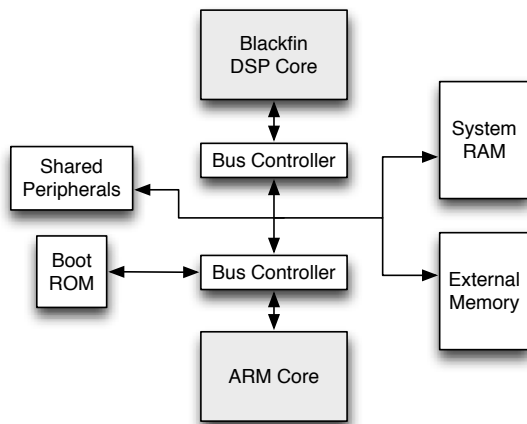 Blackfin
DSP Core
Bus Controller
System
RAM
Shared
Peripherals
Boot
ROM
Bus Controller
External
Memory
ARM Core